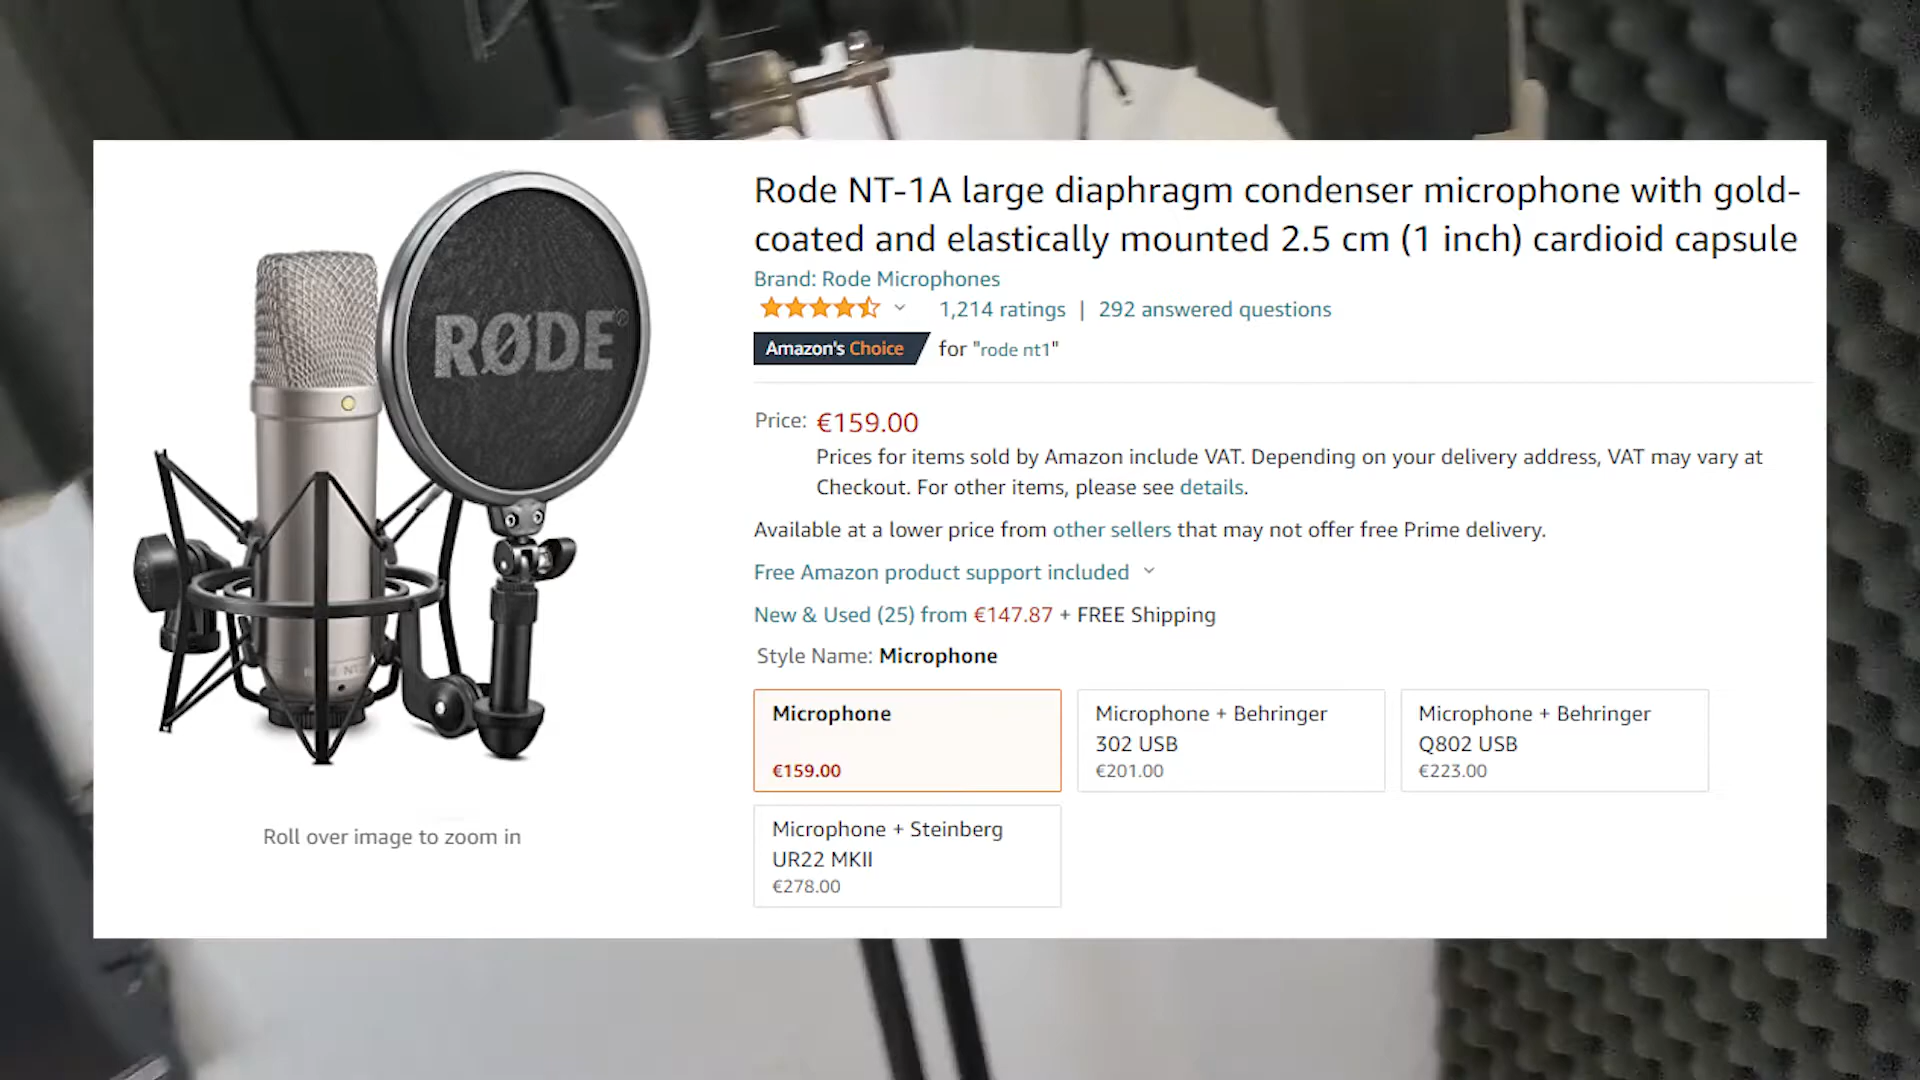 RØDE®
Rode NT-1A large diaphragm condenser microphone with gold-
coated and elastically mounted 2.5 cm (1 inch) cardioid capsule
Brand: Rode Microphones
1,214 ratings | 292 answered questions
Amazon's Choice for "rode nt1"
Price: €159.00
Prices for items sold by Amazon include VAT. Depending on your delivery address, VAT may vary at
Checkout. For other items, please see details.
Available at a lower price from other sellers that may not offer free Prime delivery.
Free Amazon product support included
New & Used (25) from €147.87 + FREE Shipping
Style Name: Microphone
Microphone
€159.00
Microphone + Behringer
302 USB
€201.00
Microphone + Behringer
Q802 USB
€223.00
Microphone + Steinberg
UR22 MKII
€278.00
Roll over image to zoom in